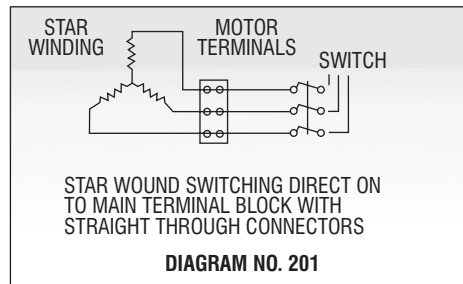 STAR
WINDING
MOTOR
TERMINALS
SWITCH
STAR WOUND SWITCHING DIRECT ON
TO MAIN TERMINAL BLOCK WITH
STRAIGHT THROUGH CONNECTORS
DIAGRAM NO. 201